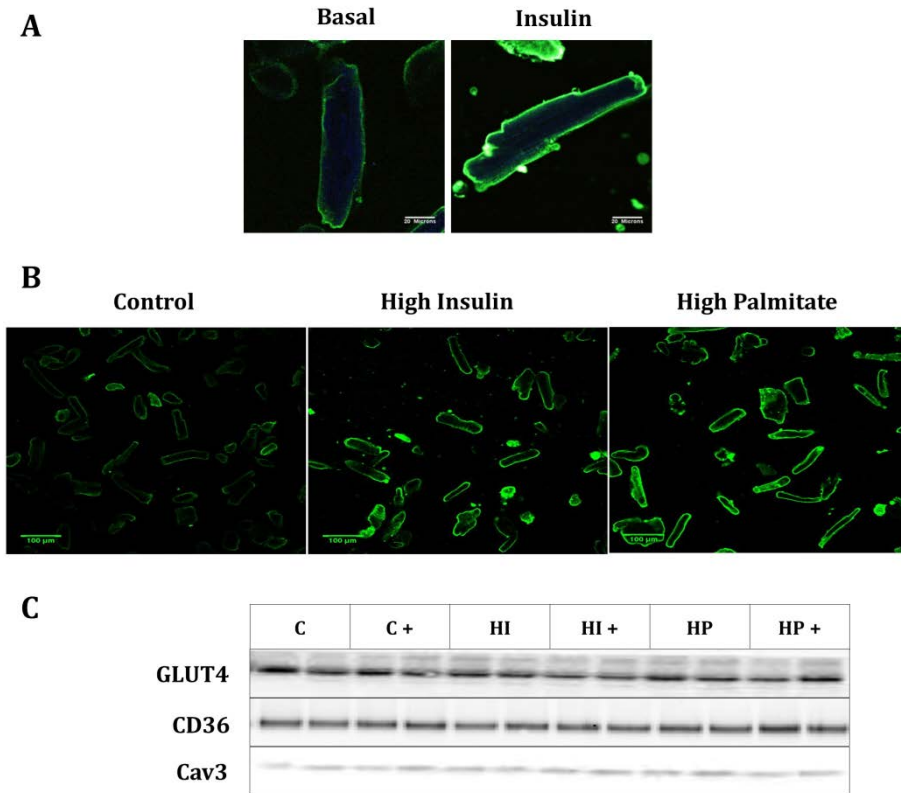 A
Basal
Insulin
20 Microns
20 Microns
B
Control
High Insulin
High Palmitate
100 µm
100 µm
100 µm
C
C
C +
HI
HI +
HP
HP +
GLUT4
CD36
Cav3